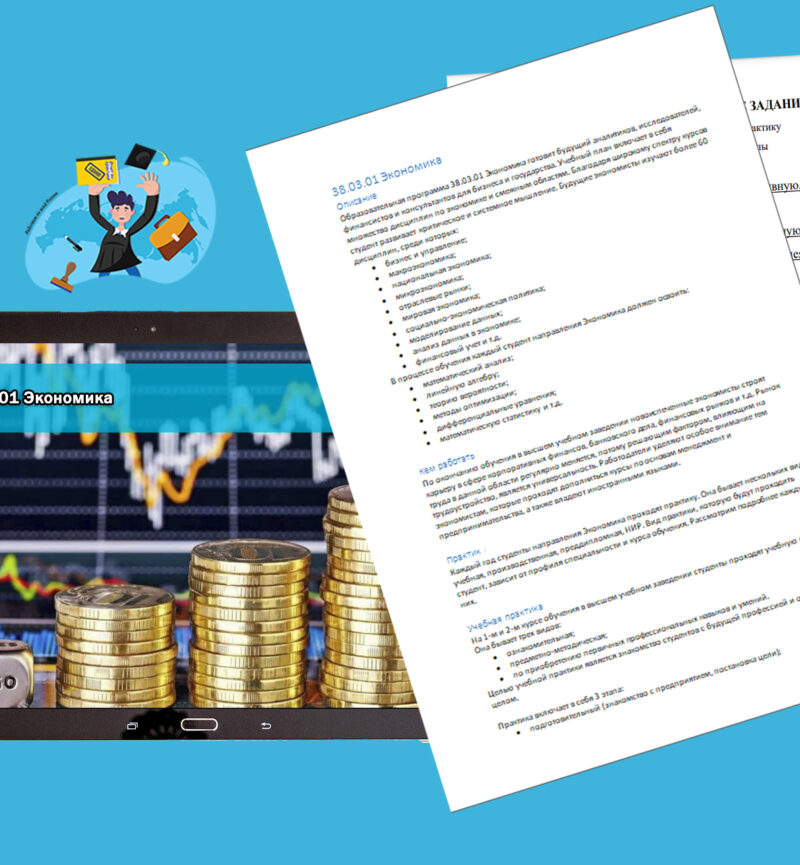 Работаем по всей России
01 Экономика
38.03.01 Экономика
Описание
Образовательная программа 38.03.01 Экономика готовит будущий аналитиков, исследователей,
финансистов и консультантов для бизнеса и государства. Учебный план включает в себя
множество дисциплин по экономике и смежным областям. Благодаря широкому спектру курсов
студент развивает критическое и системное мышление. Будущие экономисты изучают более 60
дисциплин, среди которых:
• бизнес и управление;
• макроэкономика;
• национальная экономика;
• микроэкономика;
• отраслевые рынки;
• мировая экономика;
• социально-экономическая политика;
• моделирование данных;
• анализ данных в экономике;
• финансовый учет и т.д.
В процессе обучения каждый студент направления Экономика должен освоить:
• математический анализ;
• линейную алгебру;
• теорию вероятности;
• методы оптимизации;
• дифференциальные уравнения;
• математическую статистику и т.д.
Кем работать
По окончанию обучения в высшем учебном заведении новоиспеченные экономисты строят
карьеру в сфере корпоративных финансов, банковского дела, финансовых рынков и т.д. Рынок
труда в данной области регулярно меняется, потому решающим фактором, влияющим на
трудоустройство, является универсальность. Работодатели уделяют особое внимание тем
экономистам, которые проходят дополнительно курсы по основам менеджмент и
предпринимательства, а также владеют иностранными языками.
Практик
Каждый год студенты направления Экономика проходят практику. Она бывает нескольких вид
учебная, производственная, преддипломная, НИР. Вид практики, которую будут проходить
студент, зависит от профиля специальности и курса обучения. Рассмотрим подробнее кажд
них.
Учебная практика
На 1-м и 2-м курсе обучения в высшем учебном заведении студенты проходят учебную
Она бывает трех видов:
• ознакомительная;
• предметно-методическая;
• по приобретению первичных профессиональных навыков и умений.
Целью учебной практики является знакомство студентов с будущей профессией и о
целом.
Практика включает в себя 3 этапа:
• подготовительный (знакомство с предприятием, постановка цели);
ЗАДАНИ
актику